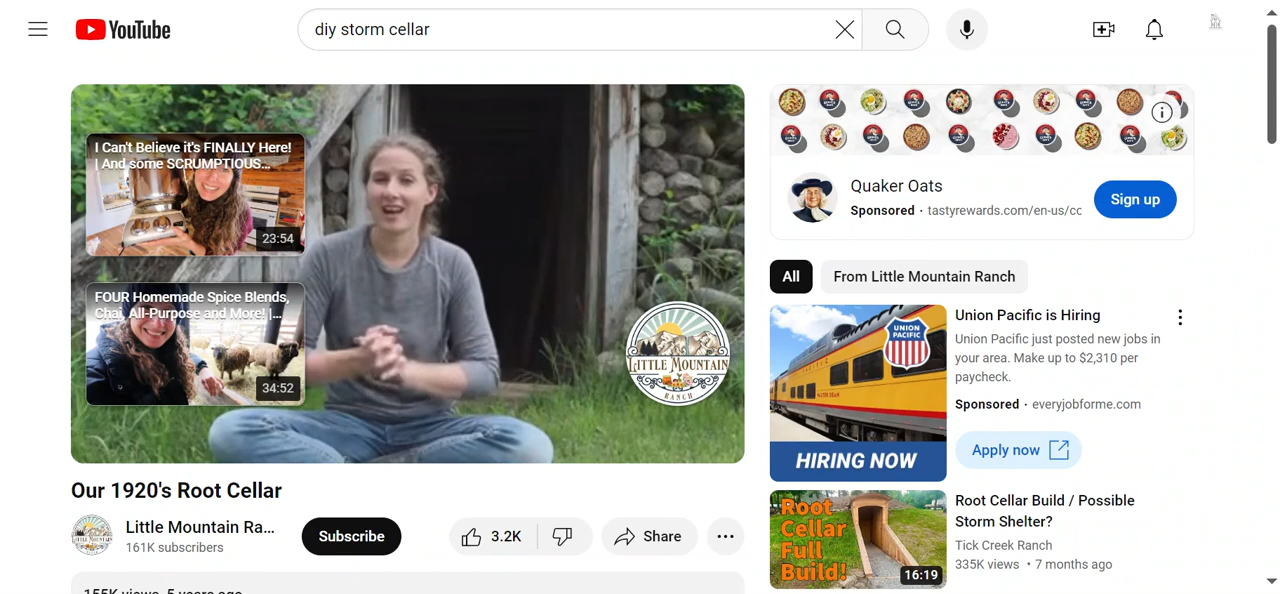 YouTube
diy storm cellar
I Can't Believe it's FINALLY Here!
| And some SCRUMPTIOUS...
23:54
FOUR Homemade Spice Blends,
Chai, All-Purpose and More! |...
34:52
LITTLE MOUNTAIN
RANCH
Our 1920's Root Cellar
Little Mountain Ra...
161K subscribers
Subscribe
3.2K
Share
155K views 5 years ago
Quaker Oats
Sponsored · tastyrewards.com/en-us/cc
Sign up
All
From Little Mountain Ranch
UNION
PACIFIC
HIRING NOW
Union Pacific is Hiring
Union Pacific just posted new jobs in
your area. Make up to $2,310 per
paycheck.
Sponsored · everyjobforme.com
Apply now
Root
Cellar
Full
Build!
16:19
Root Cellar Build / Possible
Storm Shelter?
Tick Creek Ranch
335K views · 7 months ago